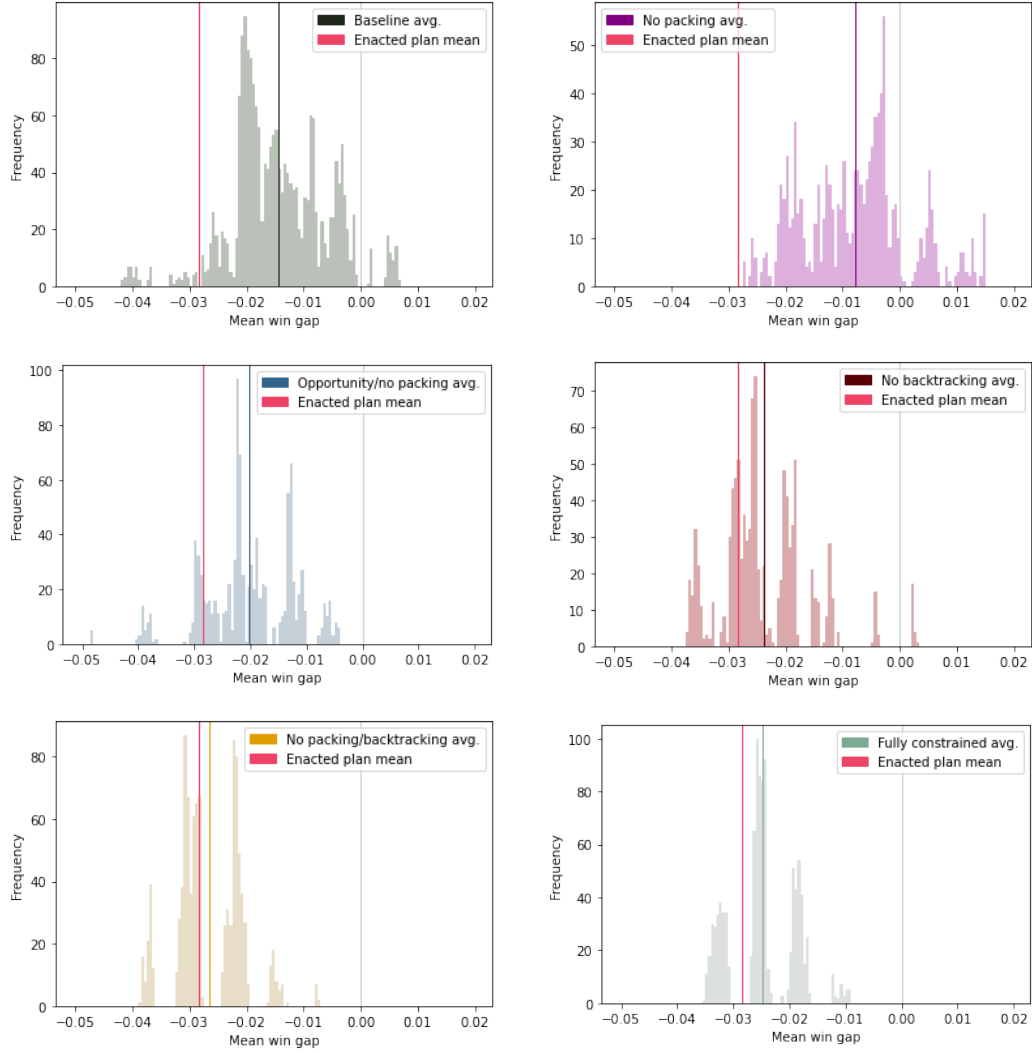 Baseline avg.
Enacted plan mean
80
60
40
20
0
Frequency
−0.05 −0.04 −0.03 −0.02 −0.01 0.00 0.01 0.02
Mean win gap
No packing avg.
Enacted plan mean
50
40
30
20
10
0
Frequency
−0.05 −0.04 −0.03 −0.02 −0.01 0.00 0.01 0.02
Mean win gap
Opportunity/no packing avg.
Enacted plan mean
100
80
60
40
20
0
Frequency
−0.05 −0.04 −0.03 −0.02 −0.01 0.00 0.01 0.02
Mean win gap
No backtracking avg.
Enacted plan mean
70
60
50
40
30
20
10
0
Frequency
−0.05 −0.04 −0.03 −0.02 −0.01 0.00 0.01 0.02
Mean win gap
No packing/backtracking avg.
Enacted plan mean
80
60
40
20
0
Frequency
−0.05 −0.04 −0.03 −0.02 −0.01 0.00 0.01 0.02
Mean win gap
Fully constrained avg.
Enacted plan mean
100
80
60
40
20
0
Frequency
−0.05 −0.04 −0.03 −0.02 −0.01 0.00 0.01 0.02
Mean win gap